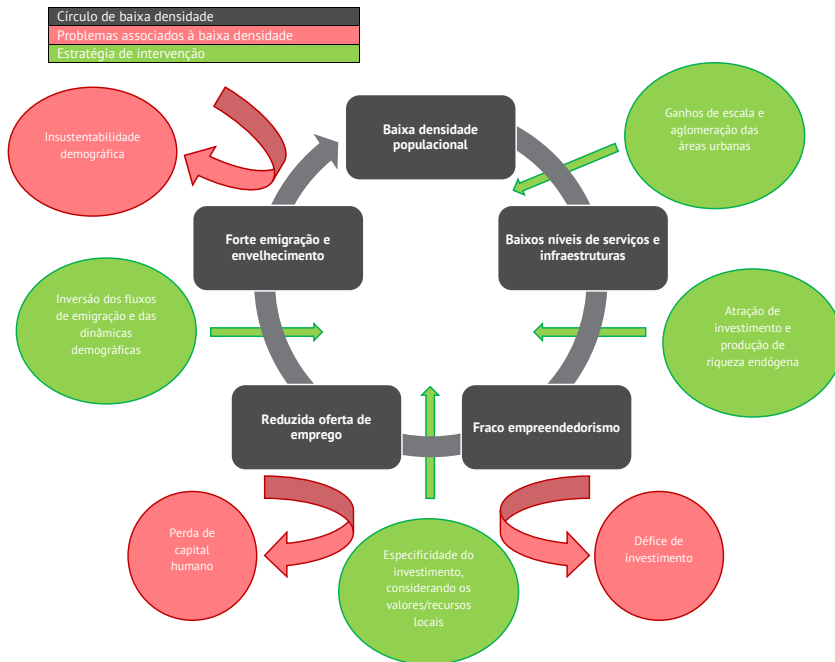 Círculo de baixa densidade
Problemas associados à baixa densidade
Estratégia de intervenção
Baixa densidade
populacional
Ganhos de escala e
aglomeração das
áreas urbanas
Insustentabilidade
demográfica
Forte emigração e
envelhecimento
Baixos níveis de serviços e
infraestruturas
Inversão dos fluxos
de emigração e das
dinâmicas
demográficas
Atração de
investimento e
produção de
riqueza endógena
Reduzida oferta de
emprego
Fraco empreendedorismo
Perda de
capital
humano
Especificidade do
investimento,
considerando os
valores/recursos
locais
Défice de
investimento